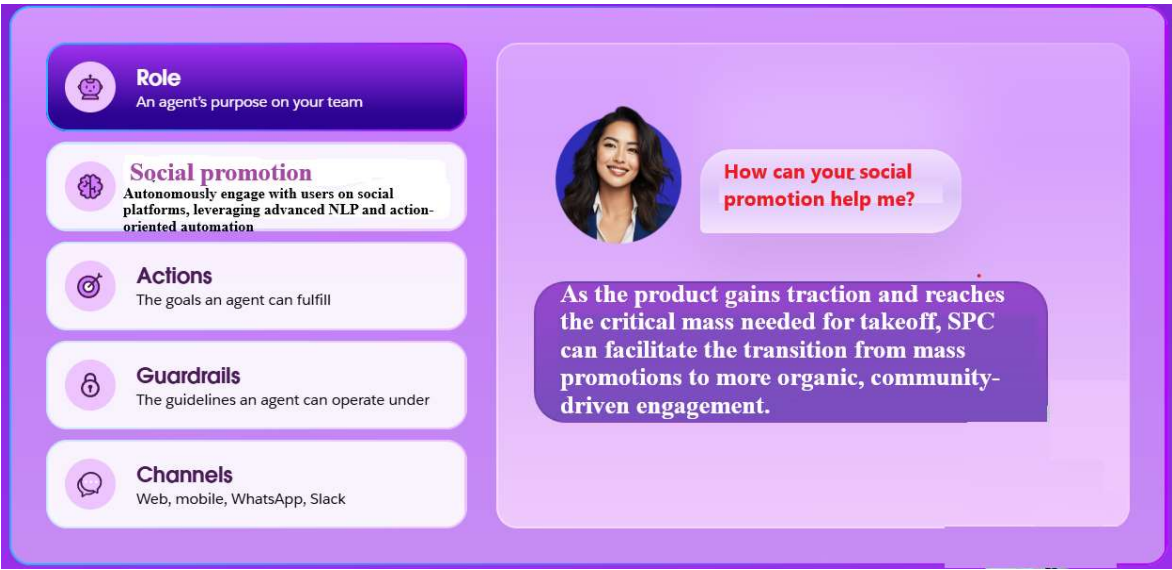 Role
An agent's purpose on your team
Social promotion
Autonomously engage with users on social
platforms, leveraging advanced NLP and action-
oriented automation
Actions
The goals an agent can fulfill
Guardrails
The guidelines an agent can operate under
Channels
Web, mobile, WhatsApp, Slack
How can your social
promotion help me?
As the product gains traction and reaches
the critical mass needed for takeoff, SPC
can facilitate the transition from mass
promotions to more organic, community-
driven engagement.